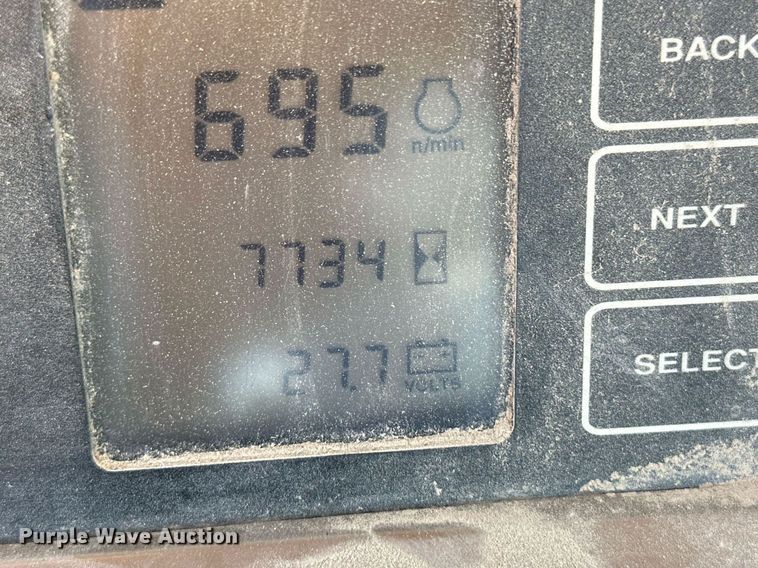 695 n/min
7734
27.7 VOLTS
BACK
NEXT
SELECT
Purple Wave Auction